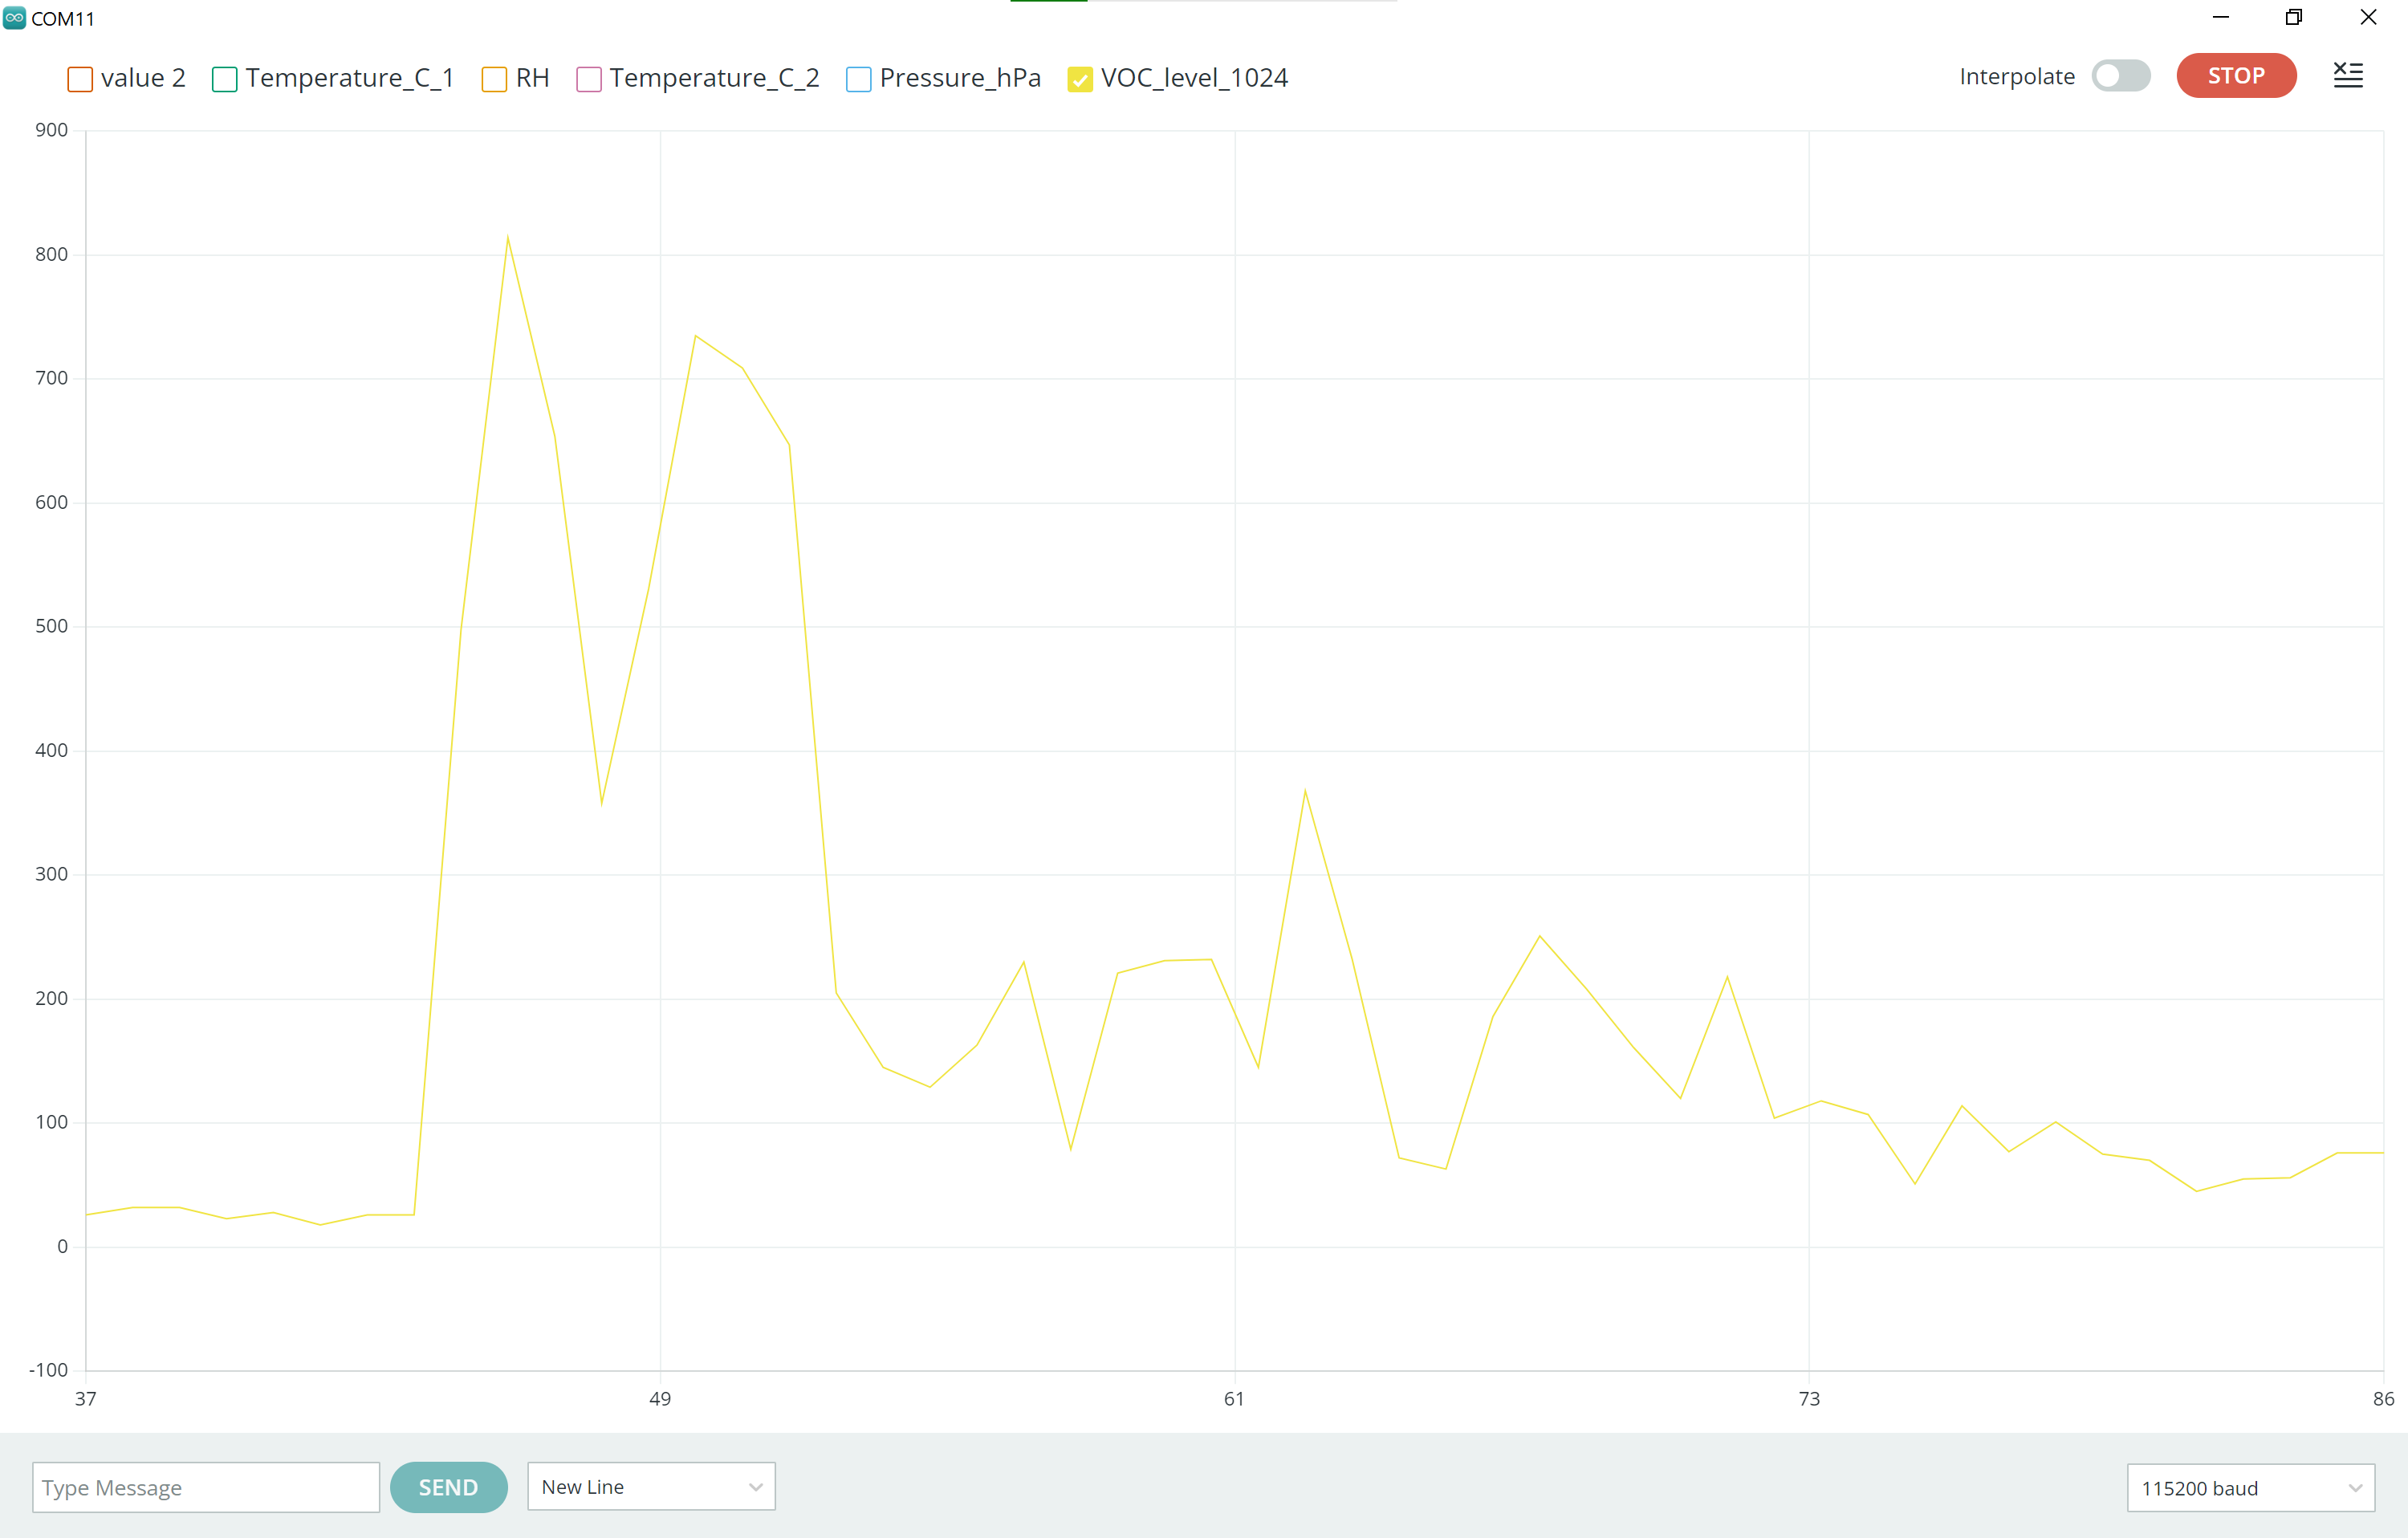 COM11
value 2 Temperature_C_1 RH Temperature_C_2 Pressure_hPa VOC_level_1024 Interpolate STOP
900
800
700
600
500
400
300
200
100
0
-100
37 49 61 73 86
Type Message SEND New Line 115200 baud